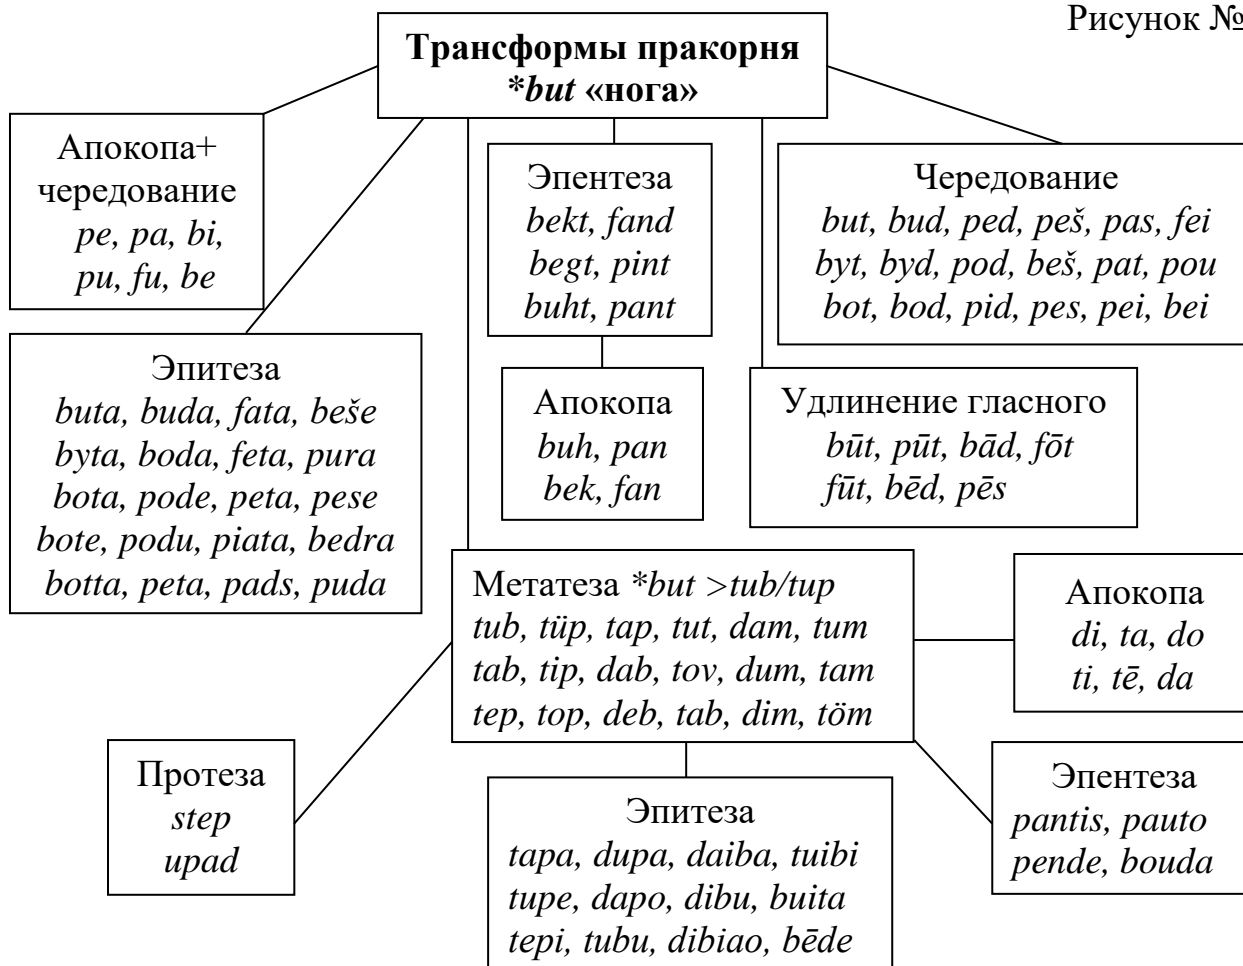 Рисунок №
Трансформы пракорня
*but «нога»
Апокопа+
чередование
pe, pa, bi,
pu, fu, be
Эпентеза
bekt, fand
begt, pint
buht, pant
Чередование
but, bud, ped, peš, pas, fei
byt, byd, pod, beš, pat, pou
bot, bod, pid, pes, pei, bei
Эпитеза
buta, buda, fata, beše
byta, boda, feta, pura
bota, pode, peta, pese
bote, podu, piata, bedra
botta, peta, pads, puda
Апокопа
buh, pan
bek, fan
Удлинение гласного
būt, pūt, bād, fōt
fūt, bēd, pēs
Метатеза *but >tub/tup
tub, tüp, tap, tut, dam, tum
tab, tip, dab, tov, dum, tam
tep, top, deb, tab, dim, töm
Апокопа
di, ta, do
ti, tē, da
Протеза
step
upad
Эпитеза
tapa, dupa, daiba, tuibi
tupe, dapo, dibu, buita
tepi, tubu, dibiao, bēde
Эпентеза
pantis, pauto
pende, bouda